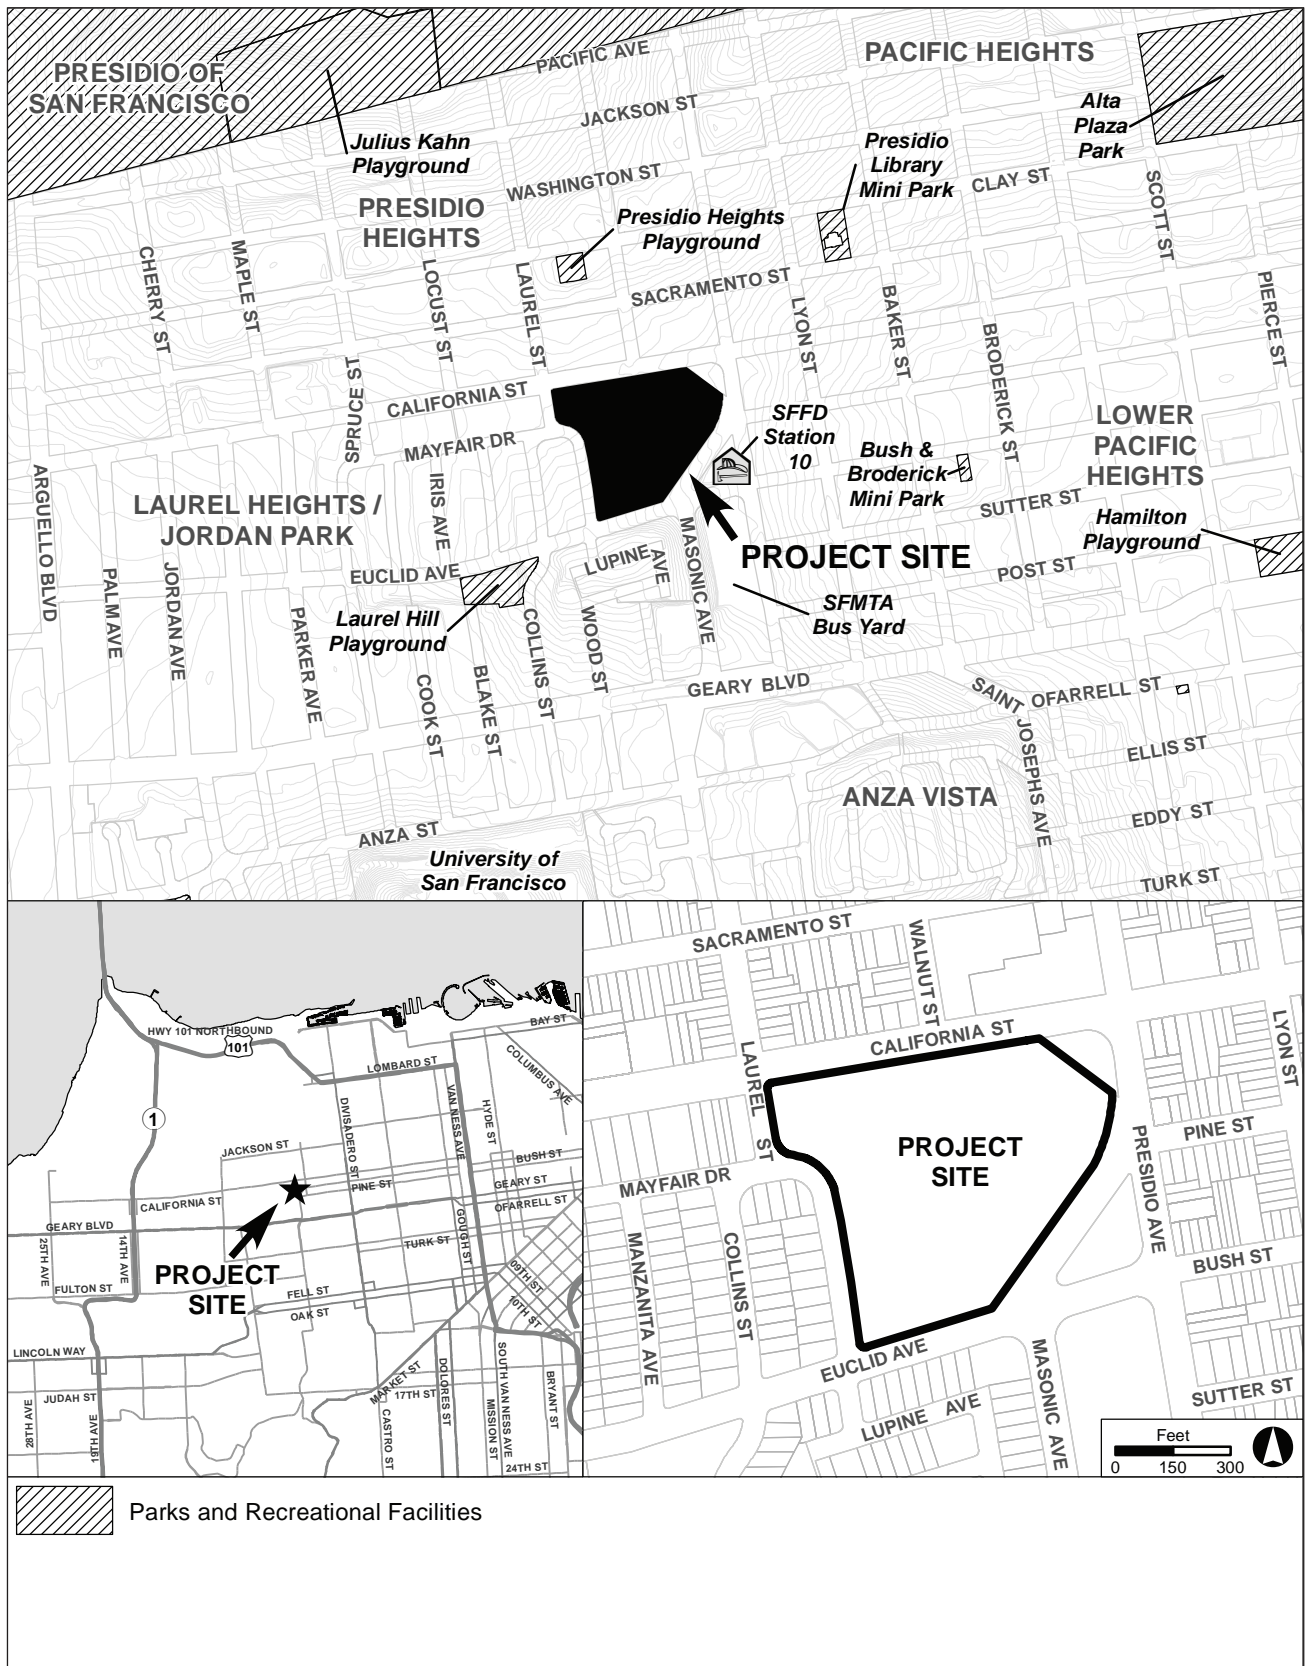 PACIFIC AVE
PACIFIC HEIGHTS
PRESIDIO OF
SAN FRANCISCO
JACKSON ST
Alta
Plaza
Park
Julius Kahn
Playground
Presidio
Library
Mini Park
WASHINGTON ST
CLAY ST
SCOTT ST
PRESIDIO
HEIGHTS
Presidio Heights
Playground
CHERRY ST
MAPLE ST
LOCUST ST
LAUREL ST
SACRAMENTO ST
LYON ST
BAKER ST
BRODERICK ST
PIERCE ST
SPRUCE ST
CALIFORNIA ST
MAYFAIR DR
SFFD
Station
10
LOWER
PACIFIC
HEIGHTS
Bush &
Broderick
Mini Park
ARGUELLO BLVD
LAUREL HEIGHTS /
JORDAN PARK
IRIS AVE
SUTTER ST
Hamilton
Playground
MASONIC AVE
PROJECT SITE
LUPINE
AVE
EUCLID AVE
POST ST
PALM AVE
JORDAN AVE
PARKER AVE
Laurel Hill
Playground
COLLINS ST
WOOD ST
SFMTA
Bus Yard
COOK ST
BLAKE ST
GEARY BLVD
SAINT
JOSEPHS AVE
OFARRELL ST
ELLIS ST
ANZA VISTA
EDDY ST
ANZA ST
University of
San Francisco
TURK ST
HWY 101 NORTHBOUND
101
BAY ST
LOMBARD ST
COLUMBUS AVE
1
DIVISADERO ST
VAN NESS AVE
HYDE ST
JACKSON ST
BUSH ST
PINE ST
GEARY ST
CALIFORNIA ST
OFARRELL ST
GEARY BLVD
GOUGH ST
25TH AVE
14TH AVE
TURK ST
PROJECT
SITE
FULTON ST
FELL ST
OAK ST
09TH ST
10TH ST
LINCOLN WAY
MARKET ST
17TH ST
JUDAH ST
28TH AVE
19TH AVE
CASTRO ST
DOLORES ST
MISSION ST
SOUTH VAN NESS AVE
BRYANT ST
24TH ST
SACRAMENTO ST
WALNUT ST
CALIFORNIA ST
LYON ST
LAUREL ST
PROJECT
SITE
PINE ST
PRESIDIO AVE
MAYFAIR DR
MANZANITA AVE
COLLINS ST
BUSH ST
EUCLID AVE
MASONIC AVE
LUPINE AVE
SUTTER ST
Feet
0 150 300
Parks and Recreational Facilities